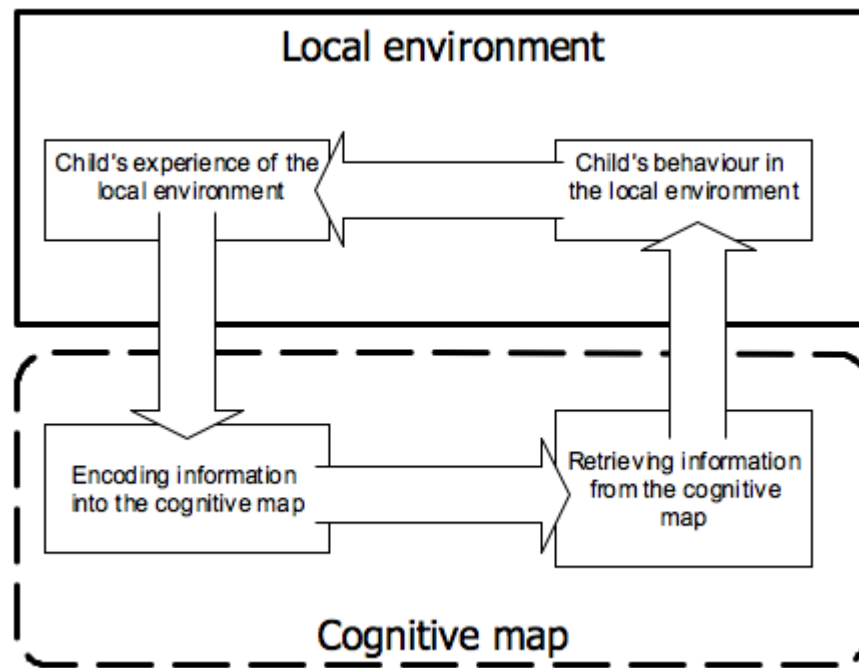 Local environment
Child's experience of the
local environment
Child's behaviour in
the local environment
Encoding information
into the cognitive map
Retrieving information
from the cognitive
map
Cognitive map